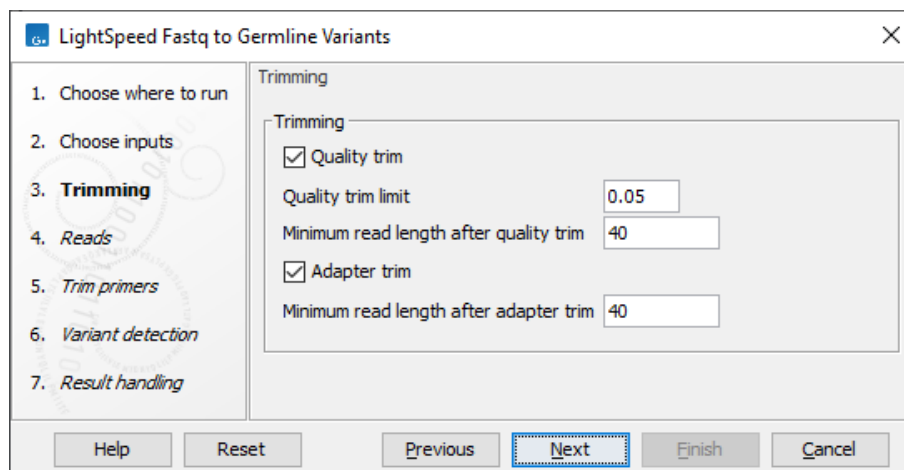 LightSpeed Fastq to Germline Variants
1. Choose where to run
2. Choose inputs
3. Trimming
4. Reads
5. Trim primers
6. Variant detection
7. Result handling
Trimming
Trimming
Quality trim
Quality trim limit 0.05
Minimum read length after quality trim 40
Adapter trim
Minimum read length after adapter trim 40
Help Reset Previous Next Finish Cancel